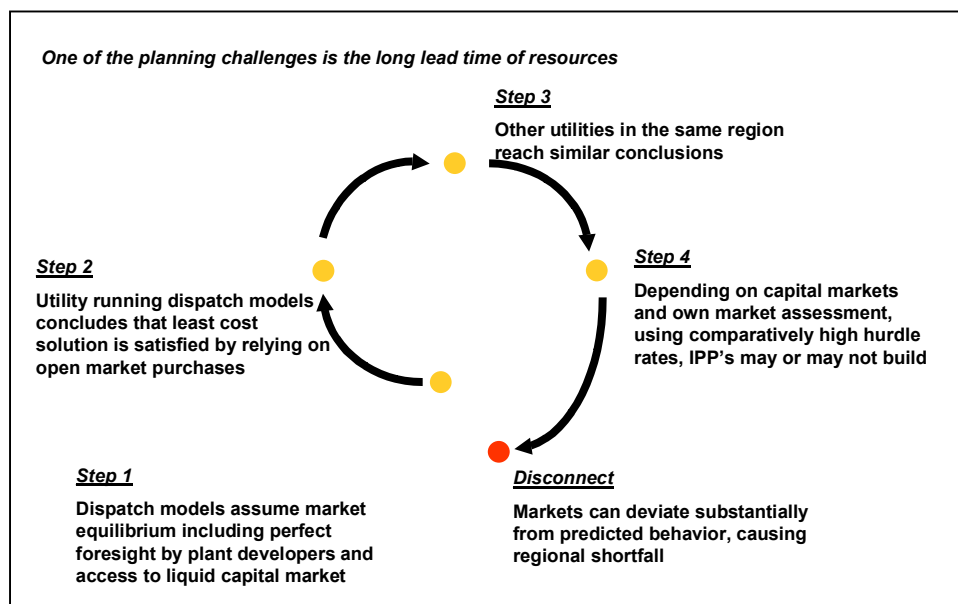 One of the planning challenges is the long lead time of resources
Step 3
Other utilities in the same region
reach similar conclusions
Step 2
Utility running dispatch models
concludes that least cost
solution is satisfied by relying on
open market purchases
Step 4
Depending on capital markets
and own market assessment,
using comparatively high hurdle
rates, IPP's may or may not build
Step 1
Dispatch models assume market
equilibrium including perfect
foresight by plant developers and
access to liquid capital market
Disconnect
Markets can deviate substantially
from predicted behavior, causing
regional shortfall